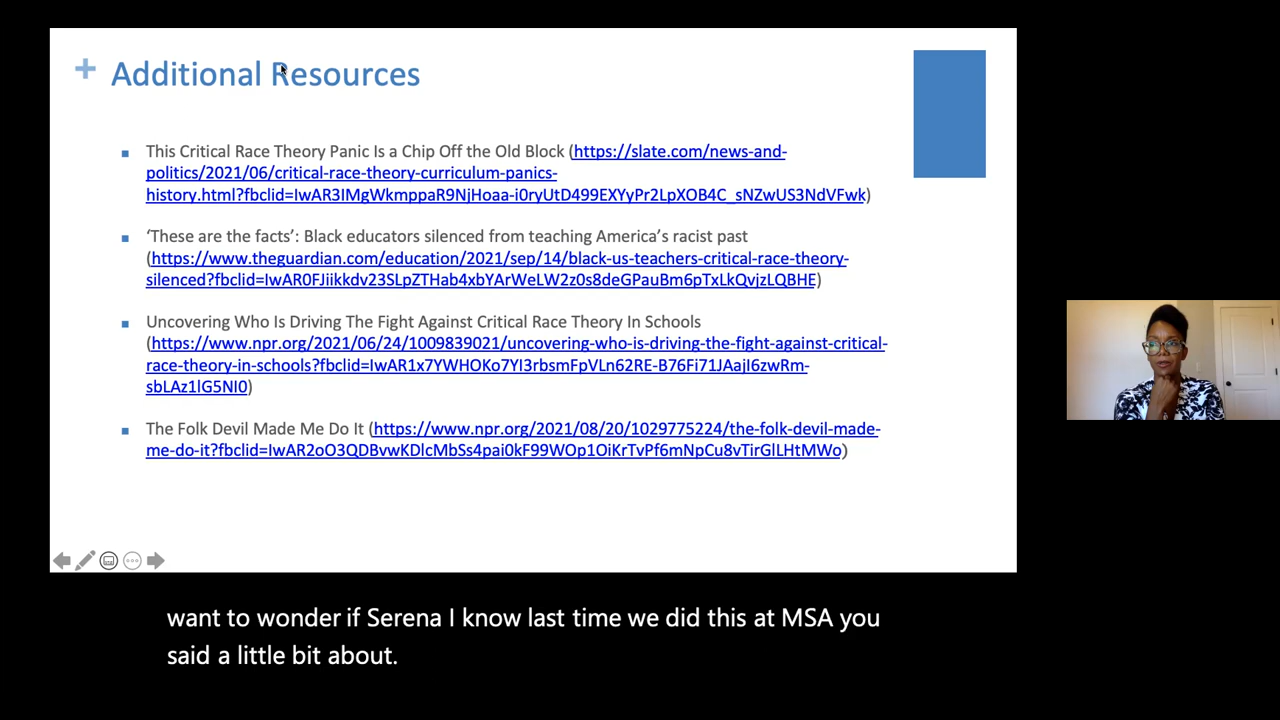 + Additional Resources
▪ This Critical Race Theory Panic Is a Chip Off the Old Block (https://slate.com/news-and-
politics/2021/06/critical-race-theory-curriculum-panics-
history.html?fbclid=IwAR3IMgWkmppaR9NjHoaa-i0ryUtD499EXYyPr2LpXOB4C_sNZwUS3NdVFwk)
▪ ‘These are the facts’: Black educators silenced from teaching America’s racist past
(https://www.theguardian.com/education/2021/sep/14/black-us-teachers-critical-race-theory-
silenced?fbclid=IwAR0FJIikkdv23SLpZTHab4xbYArWeLW2z0s8deGPauBm6pTxLkQvjzLQBHE)
▪ Uncovering Who Is Driving The Fight Against Critical Race Theory In Schools
(https://www.npr.org/2021/06/24/1009839021/uncovering-who-is-driving-the-fight-against-critical-
race-theory-in-schools?fbclid=IwAR1x7YWHOKo7YI3rbsmFpVLn62RE-B76Fi71JAajI6zwRm-
sbLAz1lG5NI0)
▪ The Folk Devil Made Me Do It (https://www.npr.org/2021/08/20/1029775224/the-folk-devil-made-
me-do-it?fbclid=IwAR2oO3QDBvwKDlcMbSs4pai0kF99WOp1OiKrTvPf6mNpCu8vTirGlLHtMWo)
want to wonder if Serena I know last time we did this at MSA you
said a little bit about.